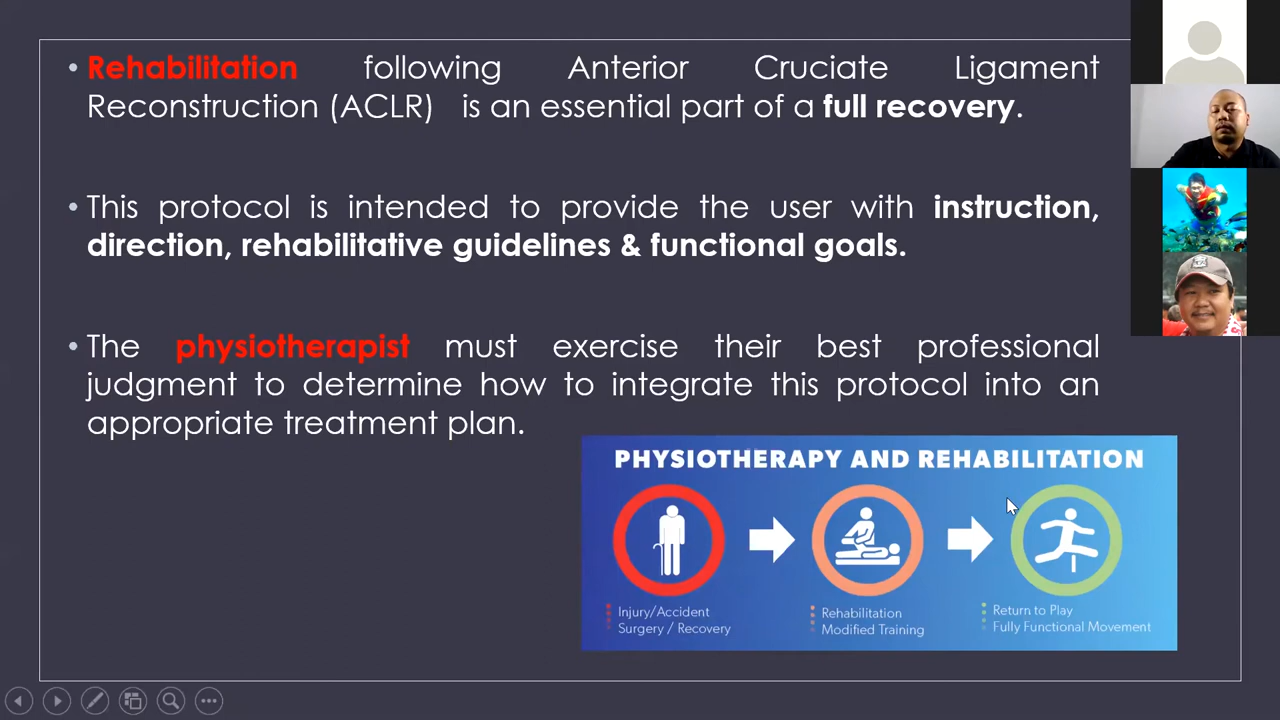 • Rehabilitation following Anterior Cruciate Ligament
Reconstruction (ACLR) is an essential part of a full recovery.
• This protocol is intended to provide the user with instruction,
direction, rehabilitative guidelines & functional goals.
• The physiotherapist must exercise their best professional
judgment to determine how to integrate this protocol into an
appropriate treatment plan.
PHYSIOTHERAPY AND REHABILITATION
Injury/Accident
Surgery / Recovery
Rehabilitation
Modified Training
Return to Play
Fully Functional Movement